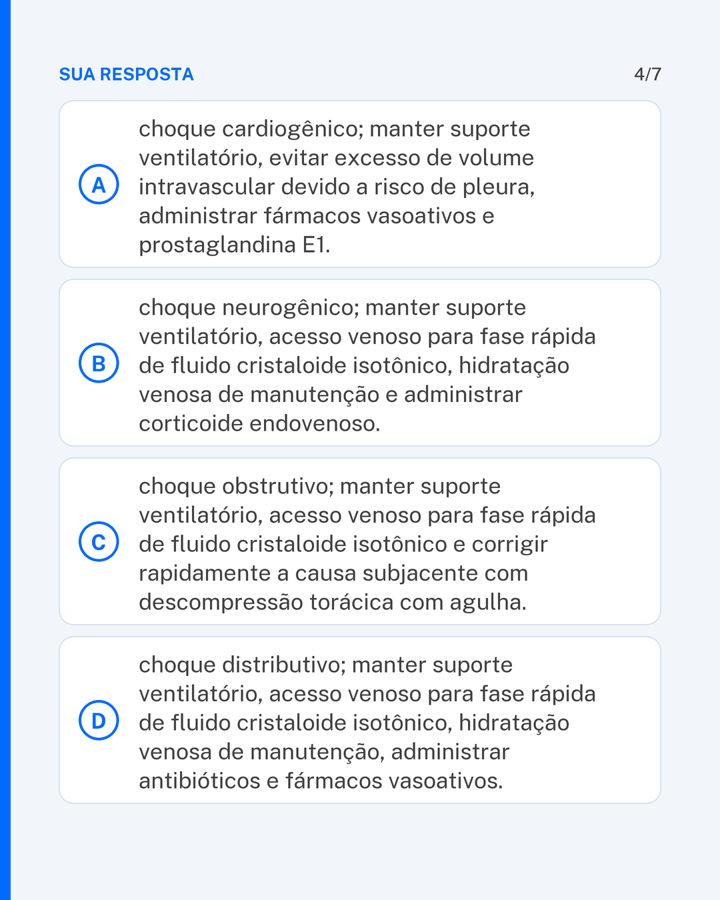 SUA RESPOSTA
4/7
A
choque cardiogênico; manter suporte
ventilatório, evitar excesso de volume
intravascular devido a risco de pleura,
administrar fármacos vasoativos e
prostaglandina E1.
B
choque neurogênico; manter suporte
ventilatório, acesso venoso para fase rápida
de fluido cristaloide isotônico, hidratação
venosa de manutenção e administrar
corticoide endovenoso.
C
choque obstrutivo; manter suporte
ventilatório, acesso venoso para fase rápida
de fluido cristaloide isotônico e corrigir
rapidamente a causa subjacente com
descompressão torácica com agulha.
D
choque distributivo; manter suporte
ventilatório, acesso venoso para fase rápida
de fluido cristaloide isotônico, hidratação
venosa de manutenção, administrar
antibióticos e fármacos vasoativos.